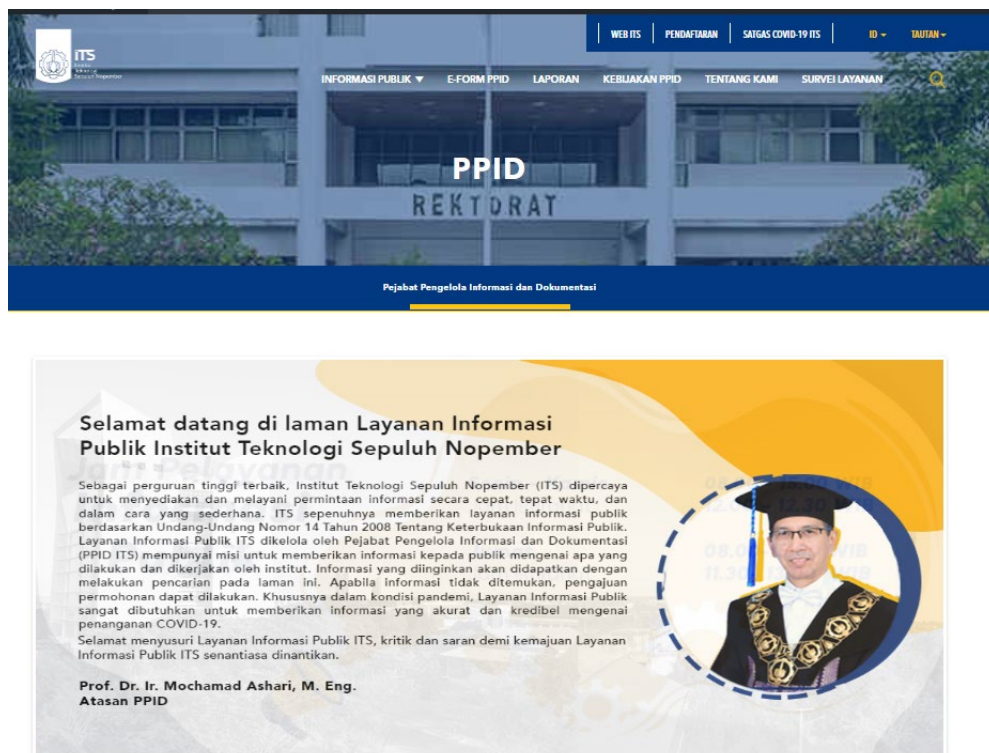 WEB ITS PENDAFTARAN SATGAS COVID-19 ITS ID TAUTAN
ITS
Institut
Teknologi
Sepuluh Nopember
INFORMASI PUBLIK E-FORM PPID LAPORAN KEBIJAKAN PPID TENTANG KAMI SURVEI LAYANAN
PPID
REKTORAT
Pejabat Pengelola Informasi dan Dokumentasi
Selamat datang di laman Layanan Informasi
Publik Institut Teknologi Sepuluh Nopember
Sebagai perguruan tinggi terbaik, Institut Teknologi Sepuluh Nopember (ITS) dipercaya
untuk menyediakan dan melayani permintaan informasi secara cepat, tepat waktu, dan
dalam cara yang sederhana. ITS sepenuhnya memberikan layanan informasi publik
berdasarkan Undang-Undang Nomor 14 Tahun 2008 Tentang Keterbukaan Informasi Publik.
Layanan Informasi Publik ITS dikelola oleh Pejabat Pengelola Informasi dan Dokumentasi
(PPID ITS) mempunyai misi untuk memberikan informasi kepada publik mengenai apa yang
dilakukan dan dikerjakan oleh institut. Informasi yang diinginkan akan didapatkan dengan
melakukan pencarian pada laman ini. Apabila informasi tidak ditemukan, pengajuan
permohonan dapat dilakukan. Khususnya dalam kondisi pandemi, Layanan Informasi Publik
sangat dibutuhkan untuk memberikan informasi yang akurat dan kredibel mengenai
penanganan COVID-19.
Selamat menyusuri Layanan Informasi Publik ITS, kritik dan saran demi kemajuan Layanan
Informasi Publik ITS senantiasa dinantikan.
Prof. Dr. Ir. Mochamad Ashari, M. Eng.
Atasan PPID